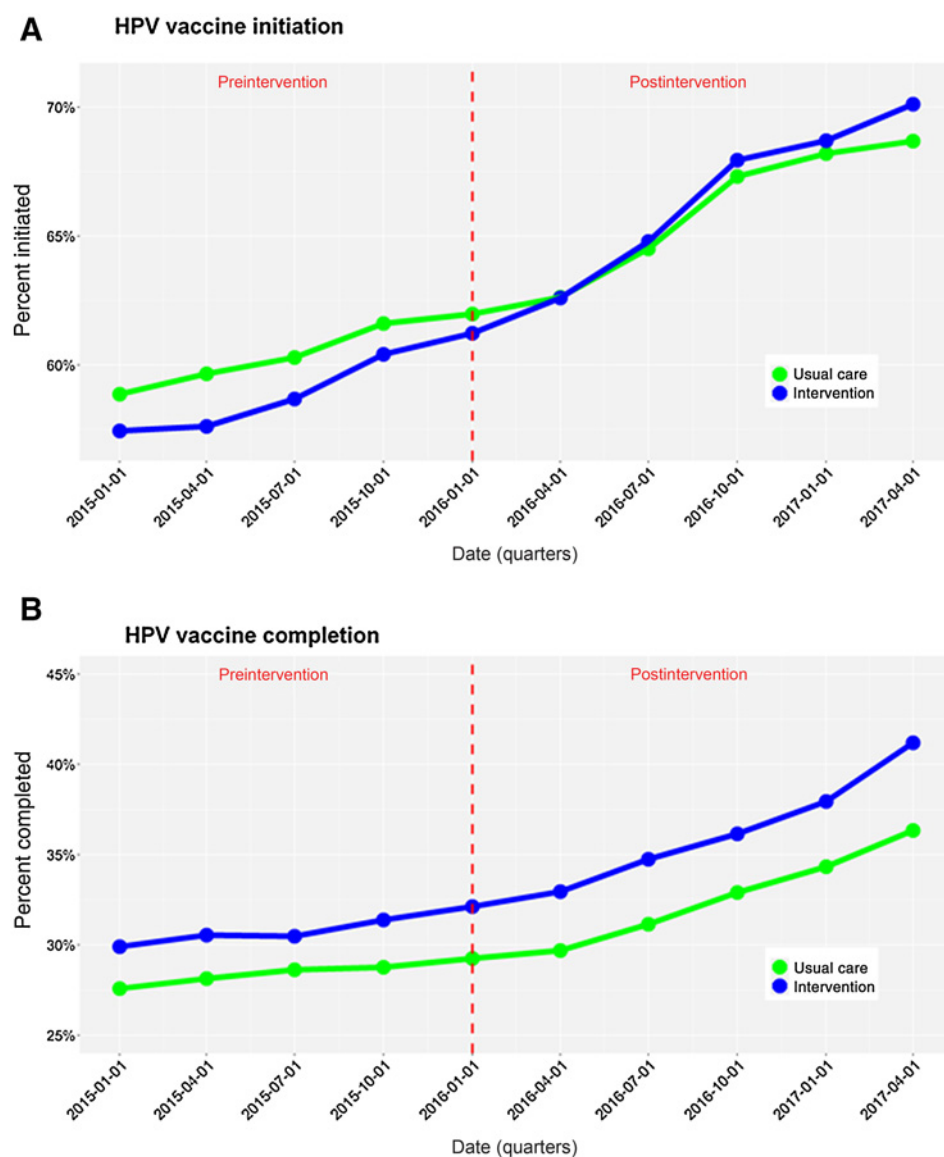 A
HPV vaccine initiation
Preintervention
Postintervention
70%
65%
60%
Percent initiated
Usual care
Intervention
2015-01-01
2015-04-01
2015-07-01
2015-10-01
2016-01-01
2016-04-01
2016-07-01
2016-10-01
2017-01-01
2017-04-01
Date (quarters)
B
HPV vaccine completion
Preintervention
Postintervention
45%
40%
35%
30%
25%
Percent completed
Usual care
Intervention
2015-01-01
2015-04-01
2015-07-01
2015-10-01
2016-01-01
2016-04-01
2016-07-01
2016-10-01
2017-01-01
2017-04-01
Date (quarters)